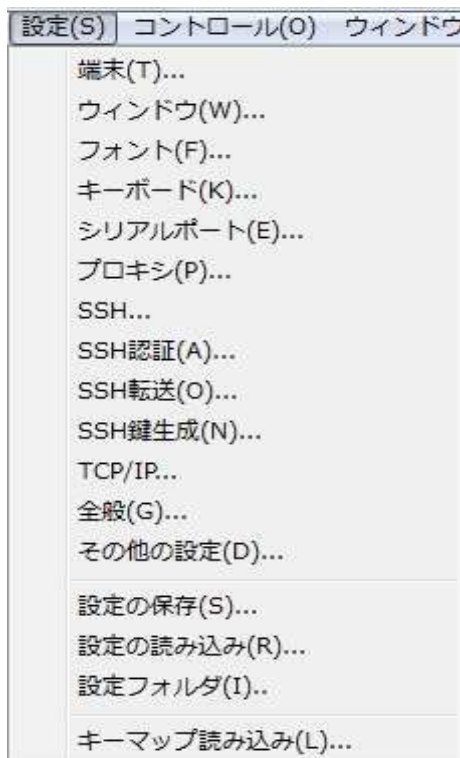 設定(S) コントロール(O) ウィンドウ
端末(T)...
ウィンドウ(W)...
フォント(F)...
キーボード(K)...
シリアルポート(E)...
プロキシ(P)...
SSH...
SSH認証(A)...
SSH転送(O)...
SSH鍵生成(N)...
TCP/IP...
全般(G)...
その他の設定(D)...
設定の保存(S)...
設定の読み込み(R)...
設定フォルダ(I)..
キーマップ読み込み(L)...